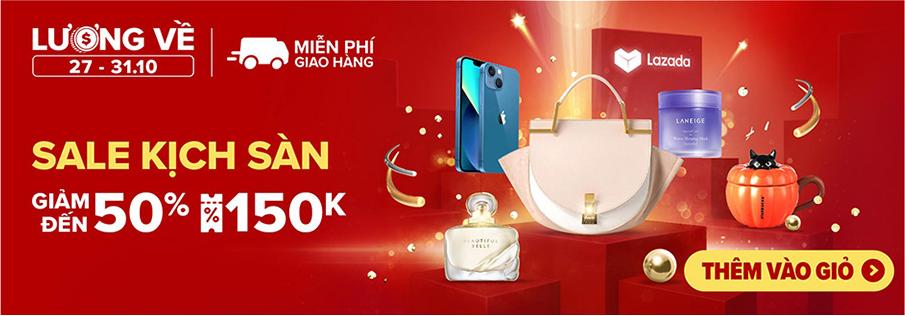 LƯƠNG VỀ
27 - 31.10
MIỄN PHÍ
GIAO HÀNG
Lazada
SALE KỊCH SÀN
GIẢM
ĐẾN
50%
%
150K
LANEIGE
BEAUTIFUL
BELLE
THÊM VÀO GIỎ